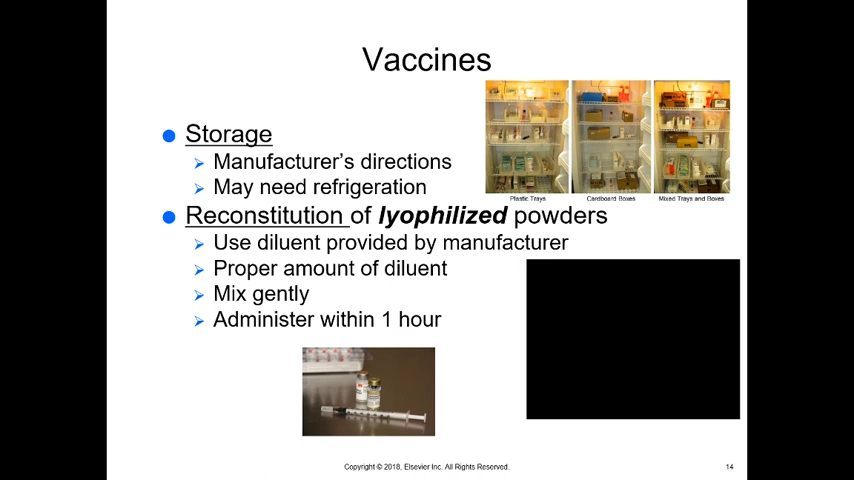 Vaccines
Storage
Manufacturer's directions
May need refrigeration
Plastic Trays
Cardboard Boxes
Mixed Trays and Boxes
Reconstitution of lyophilized powders
Use diluent provided by manufacturer
Proper amount of diluent
Mix gently
Administer within 1 hour
Copyright © 2018, Elsevier Inc. All Rights Reserved.
14